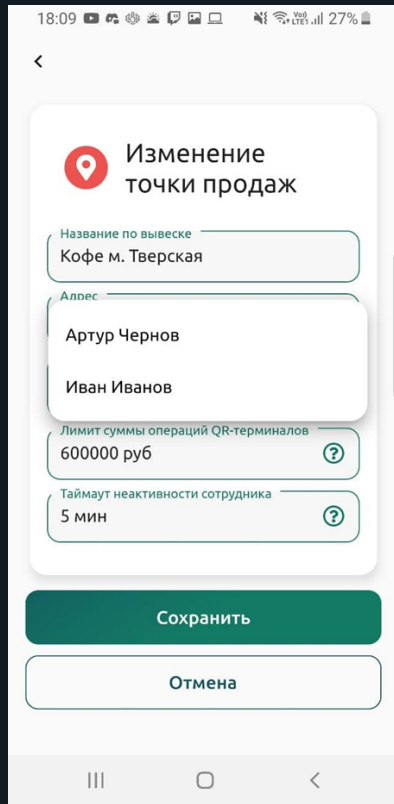 18:09 27%
Изменение
точки продаж
Название по вывеске
Кофе м. Тверская
Адрес
Артур Чернов
Иван Иванов
Лимит суммы операций QR-терминалов
600000 руб
Таймаут неактивности сотрудника
5 мин
Сохранить
Отмена